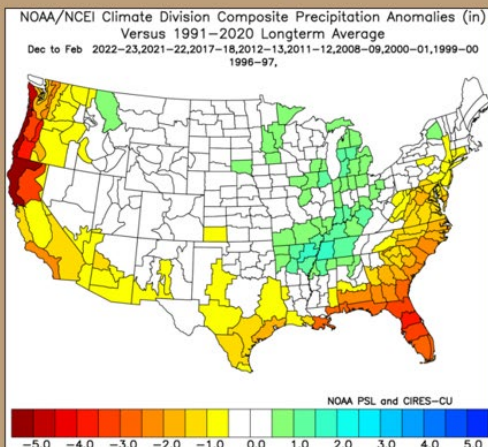 NOAA/NCEI Climate Division Composite Precipitation Anomalies (in)
Versus 1991-2020 Longterm Average
Dec to Feb 2022-23,2021-22,2017-18,2012-13,2011-12,2008-09,2000-01,1999-00
1996-97,
NOAA PSL and CIRES-CU
-5.0 -4.0 -3.0 -2.0 -1.0 0.0 1.0 2.0 3.0 4.0 5.0